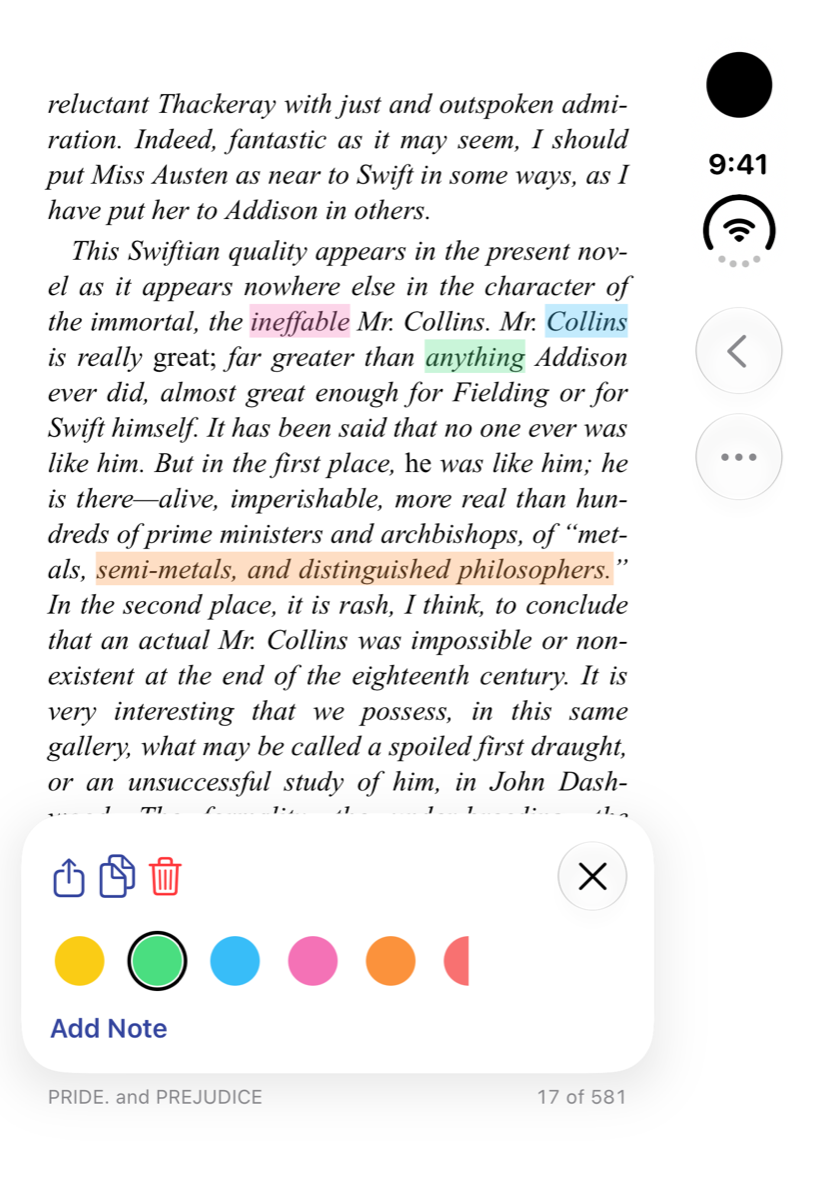 reluctant Thackeray with just and outspoken admi-
ration. Indeed, fantastic as it may seem, I should
put Miss Austen as near to Swift in some ways, as I
have put her to Addison in others.
This Swiftian quality appears in the present nov-
el as it appears nowhere else in the character of
the immortal, the ineffable Mr. Collins. Mr. Collins
is really great; far greater than anything Addison
ever did, almost great enough for Fielding or for
Swift himself. It has been said that no one ever was
like him. But in the first place, he was like him; he
is there—alive, imperishable, more real than hun-
dreds of prime ministers and archbishops, of “met-
als, semi-metals, and distinguished philosophers.”
In the second place, it is rash, I think, to conclude
that an actual Mr. Collins was impossible or non-
existent at the end of the eighteenth century. It is
very interesting that we possess, in this same
gallery, what may be called a spoiled first draught,
or an unsuccessful study of him, in John Dash-
Add Note
PRIDE. and PREJUDICE
17 of 581
9:41